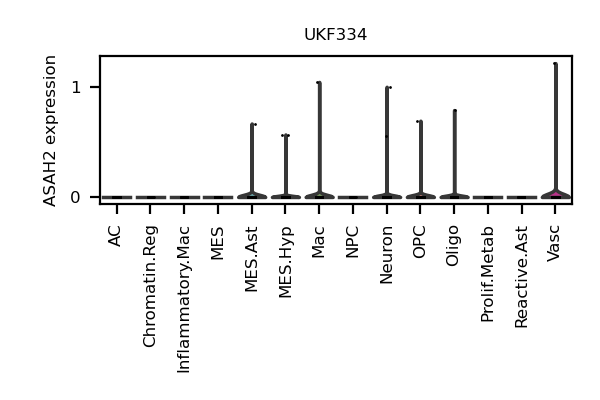 UKF334
ASAH2 expression
1
0
AC
Chromatin.Reg
Inflammatory.Mac
MES
MES.Ast
MES.Hyp
Mac
NPC
Neuron
OPC
Oligo
Prolif.Metab
Reactive.Ast
Vasc